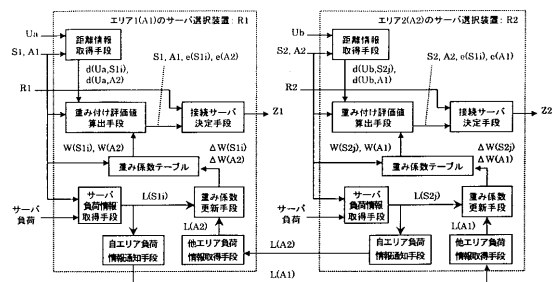 エリア1(A1)のサーバ選択装置: R1
Ua
S1, A1
距離情報
取得手段
d(Ua,S1i),
d(Ua,A2)
S1, A1, e(S1i), e(A2)
R1
重み付け評価値
算出手段
接続サーバ
決定手段
Z1
W(S1i), W(A2)
ΔW(S1i)
ΔW(A2)
重み係数テーブル
サーバ
負荷情報
取得手段
L(S1i)
重み係数
更新手段
サーバ
負荷
L(A2)
自エリア負荷
情報通知手段
他エリア負荷
情報取得手段
エリア2(A2)のサーバ選択装置: R2
Ub
S2, A2
距離情報
取得手段
d(Ub,S2j),
d(Ub,A1)
S2, A2, e(S2j), e(A1)
R2
重み付け評価値
算出手段
接続サーバ
決定手段
Z2
W(S2j), W(A1)
ΔW(S2j)
ΔW(A1)
重み係数テーブル
サーバ
負荷情報
取得手段
L(S2j)
重み係数
更新手段
サーバ
負荷
L(A1)
L(A2)
自エリア負荷
情報通知手段
他エリア負荷
情報取得手段
L(A1)